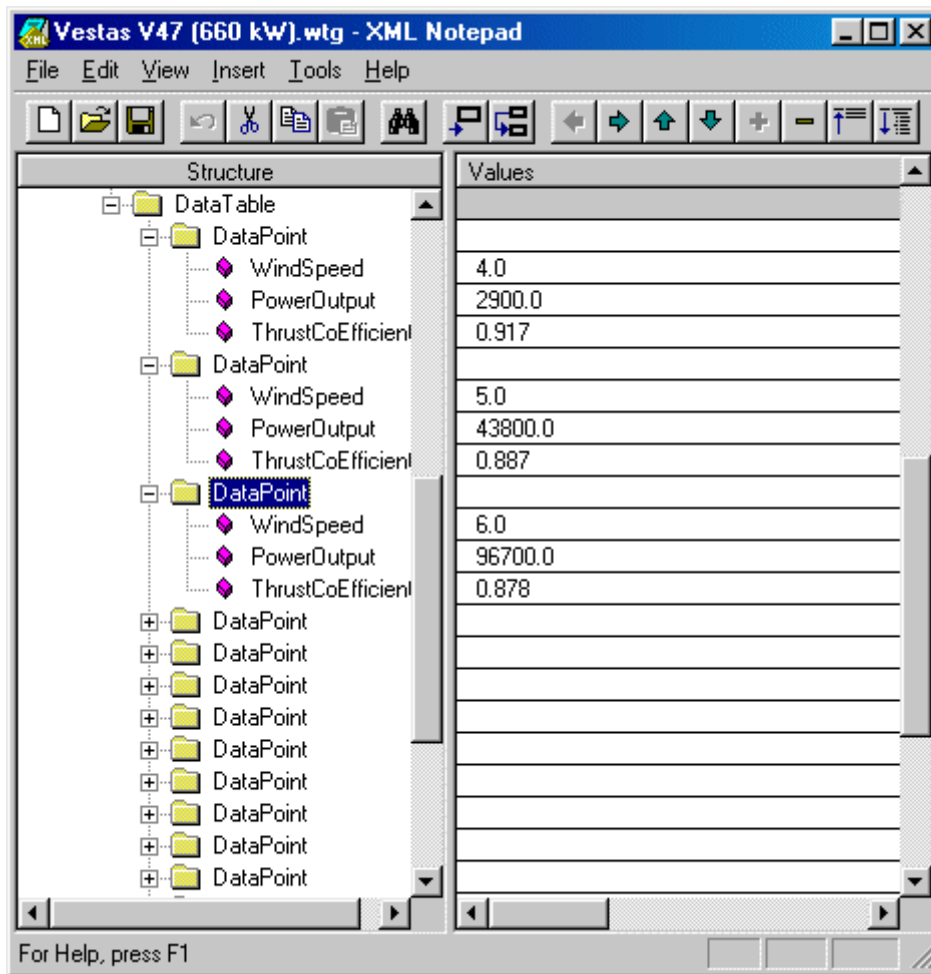 Vestas V47 (660 kW).wtg - XML Notepad
File Edit View Insert Tools Help
Structure Values
DataTable
DataPoint
WindSpeed 4.0
PowerOutput 2900.0
ThrustCoEfficient 0.917
DataPoint
WindSpeed 5.0
PowerOutput 43800.0
ThrustCoEfficient 0.887
DataPoint
WindSpeed 6.0
PowerOutput 96700.0
ThrustCoEfficient 0.878
DataPoint
DataPoint
DataPoint
DataPoint
DataPoint
DataPoint
DataPoint
DataPoint
DataPoint
For Help, press F1